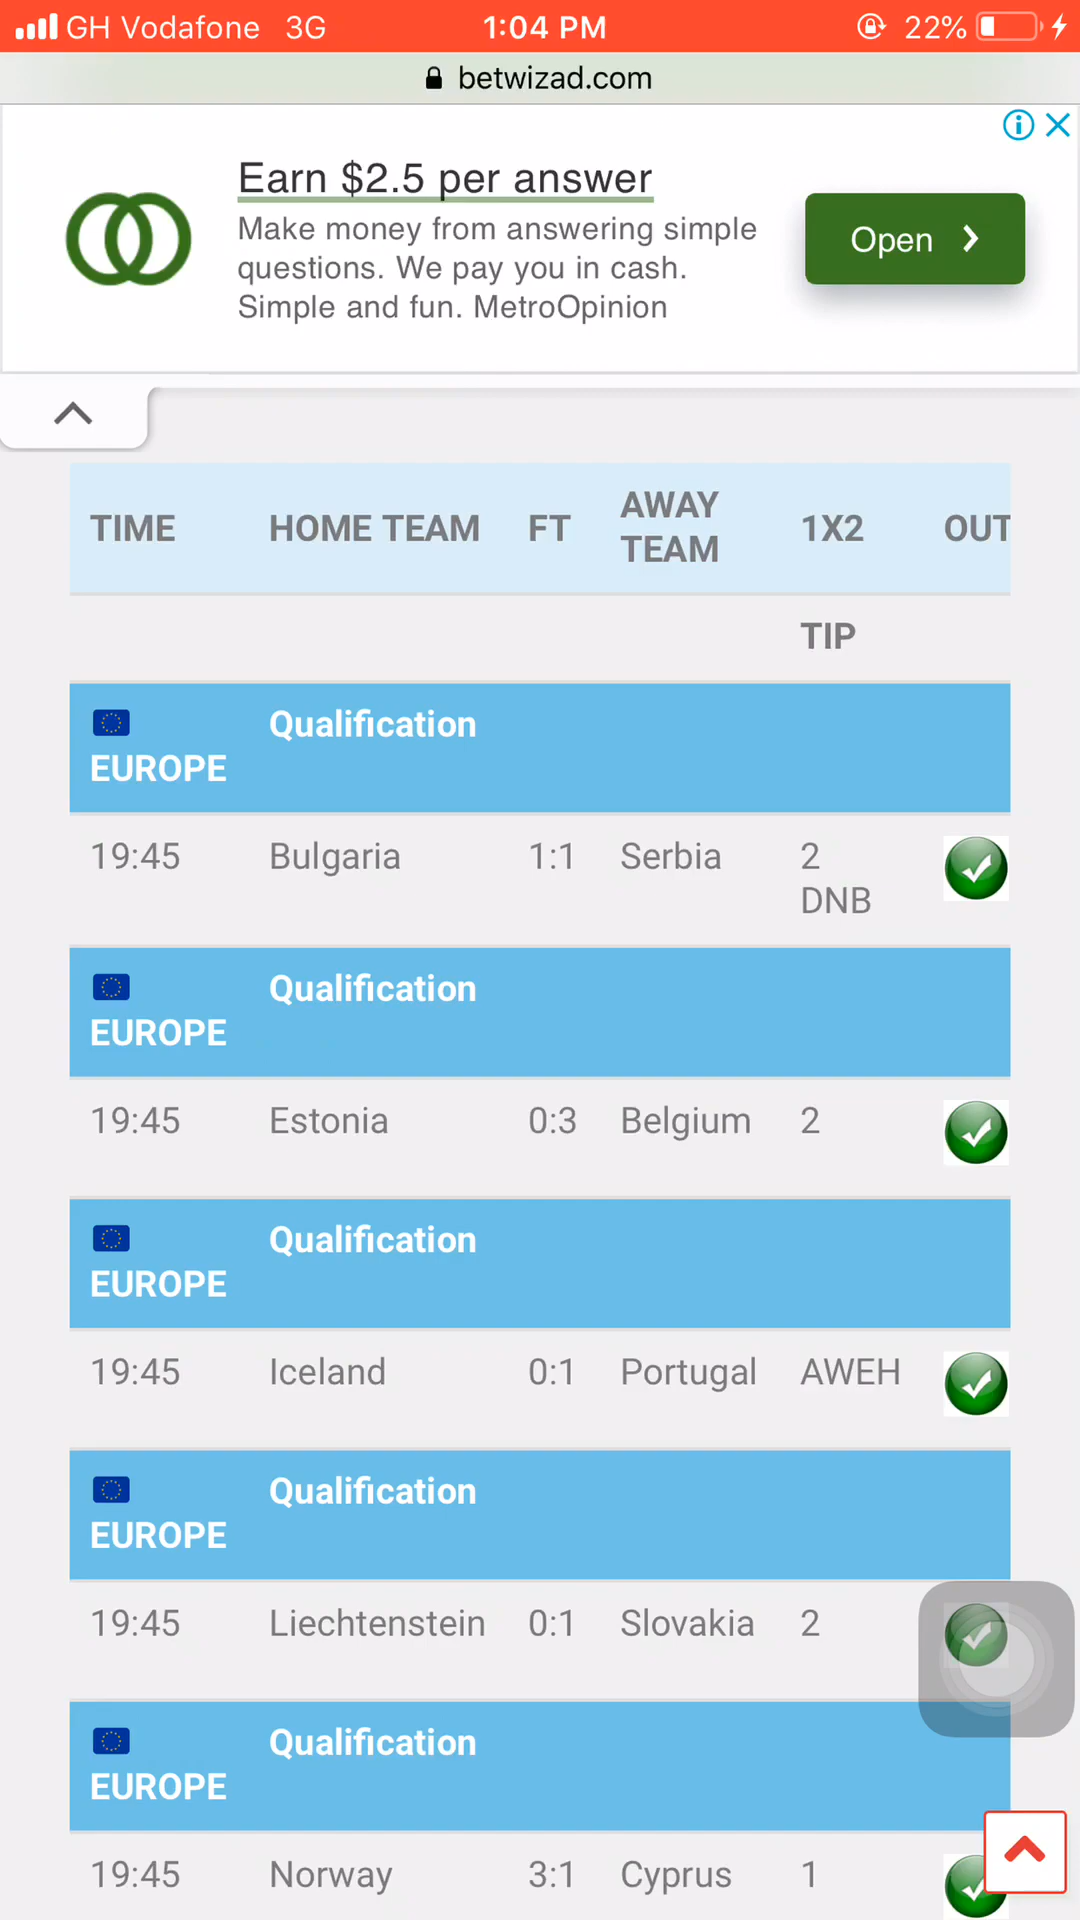 GH Vodafone 3G 1:04 PM 22%
betwizad.com
Earn $2.5 per answer
Make money from answering simple
questions. We pay you in cash.
Simple and fun. MetroOpinion
Open
TIME HOME TEAM FT AWAY TEAM 1X2 OUT
TIP
EUROPE Qualification
19:45 Bulgaria 1:1 Serbia 2 DNB
EUROPE Qualification
19:45 Estonia 0:3 Belgium 2
EUROPE Qualification
19:45 Iceland 0:1 Portugal AWEH
EUROPE Qualification
19:45 Liechtenstein 0:1 Slovakia 2
EUROPE Qualification
19:45 Norway 3:1 Cyprus 1